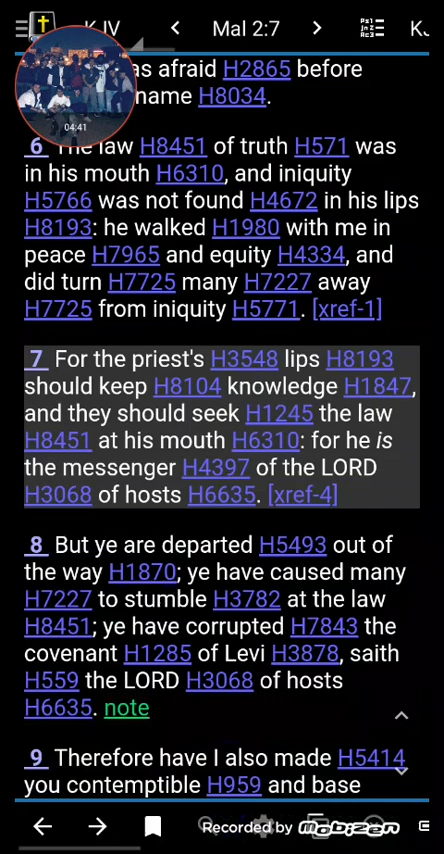 KJV < Mal 2:7 > Ps1 Jn2 Rc3 KJ
as afraid H2865 before
name H8034.
6 The law H8451 of truth H571 was
in his mouth H6310, and iniquity
H5766 was not found H4672 in his lips
H8193: he walked H1980 with me in
peace H7965 and equity H4334, and
did turn H7725 many H7227 away
H7725 from iniquity H5771. [xref-1]
7 For the priest's H3548 lips H8193
should keep H8104 knowledge H1847,
and they should seek H1245 the law
H8451 at his mouth H6310: for he is
the messenger H4397 of the LORD
H3068 of hosts H6635. [xref-4]
8 But ye are departed H5493 out of
the way H1870; ye have caused many
H7227 to stumble H3782 at the law
H8451; ye have corrupted H7843 the
covenant H1285 of Levi H3878, saith
H559 the LORD H3068 of hosts
H6635. note
9 Therefore have I also made H5414
you contemptible H959 and base
04:41
Recorded by Mobizen